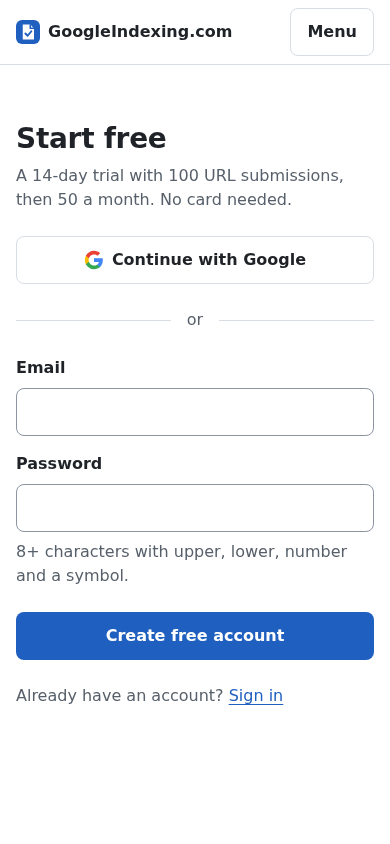 GoogleIndexing.com
Menu
Start free
A 14-day trial with 100 URL submissions,
then 50 a month. No card needed.
Continue with Google
or
Email
Password
8+ characters with upper, lower, number
and a symbol.
Create free account
Already have an account? Sign in